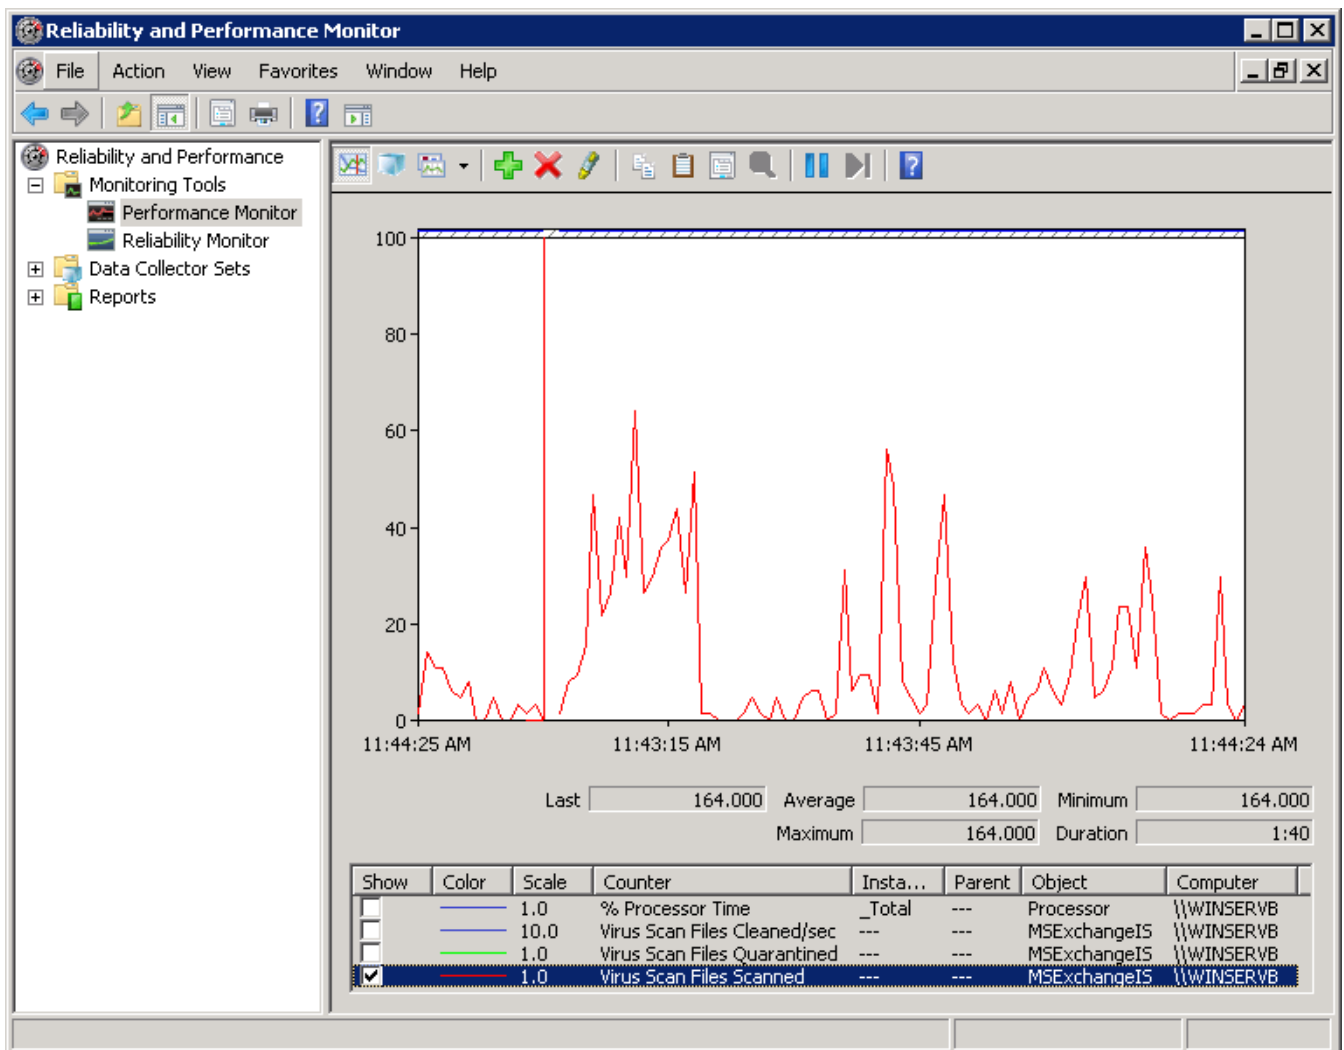 Reliability and Performance Monitor
File Action View Favorites Window Help
Reliability and Performance
Monitoring Tools
Performance Monitor
Reliability Monitor
Data Collector Sets
Reports
100
80
60
40
20
0
11:44:25 AM 11:43:15 AM 11:43:45 AM 11:44:24 AM
Last 164.000 Average 164.000 Minimum 164.000
Maximum 164.000 Duration 1:40
Show Color Scale Counter Insta... Parent Object Computer
1.0 % Processor Time _Total --- Processor \\WINSERVB
10.0 Virus Scan Files Cleaned/sec --- --- MSExchangeIS \\WINSERVB
1.0 Virus Scan Files Quarantined --- --- MSExchangeIS \\WINSERVB
1.0 Virus Scan Files Scanned --- --- MSExchangeIS \\WINSERVB